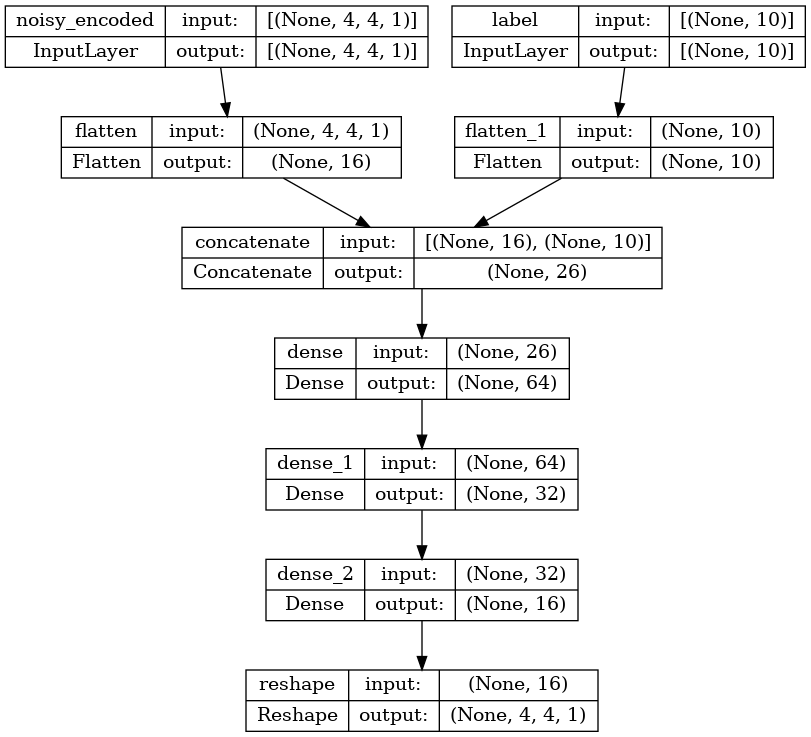 noisy_encoded input: [(None, 4, 4, 1)]
InputLayer output: [(None, 4, 4, 1)]
label input: [(None, 10)]
InputLayer output: [(None, 10)]
flatten input: (None, 4, 4, 1)
Flatten output: (None, 16)
flatten_1 input: (None, 10)
Flatten output: (None, 10)
concatenate input: [(None, 16), (None, 10)]
Concatenate output: (None, 26)
dense input: (None, 26)
Dense output: (None, 64)
dense_1 input: (None, 64)
Dense output: (None, 32)
dense_2 input: (None, 32)
Dense output: (None, 16)
reshape input: (None, 16)
Reshape output: (None, 4, 4, 1)